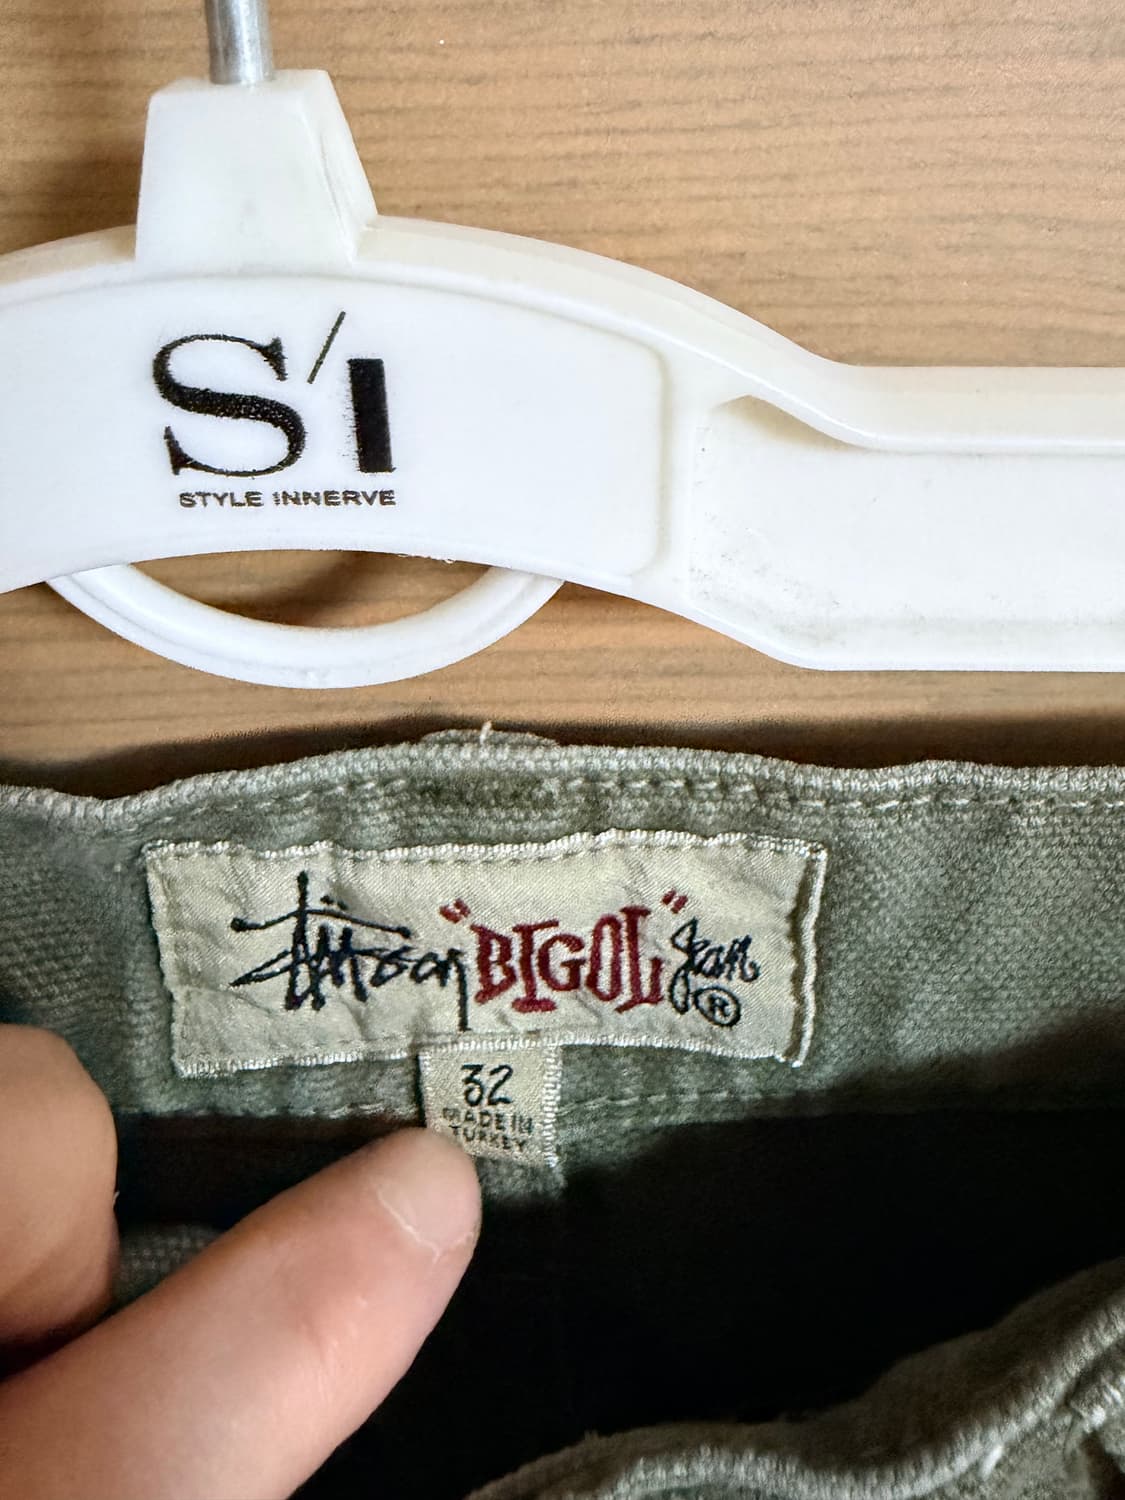 S/I
STYLE INNERVE
Stüssy "BIGOL" Jean ®
32
MADE IN
TURKEY